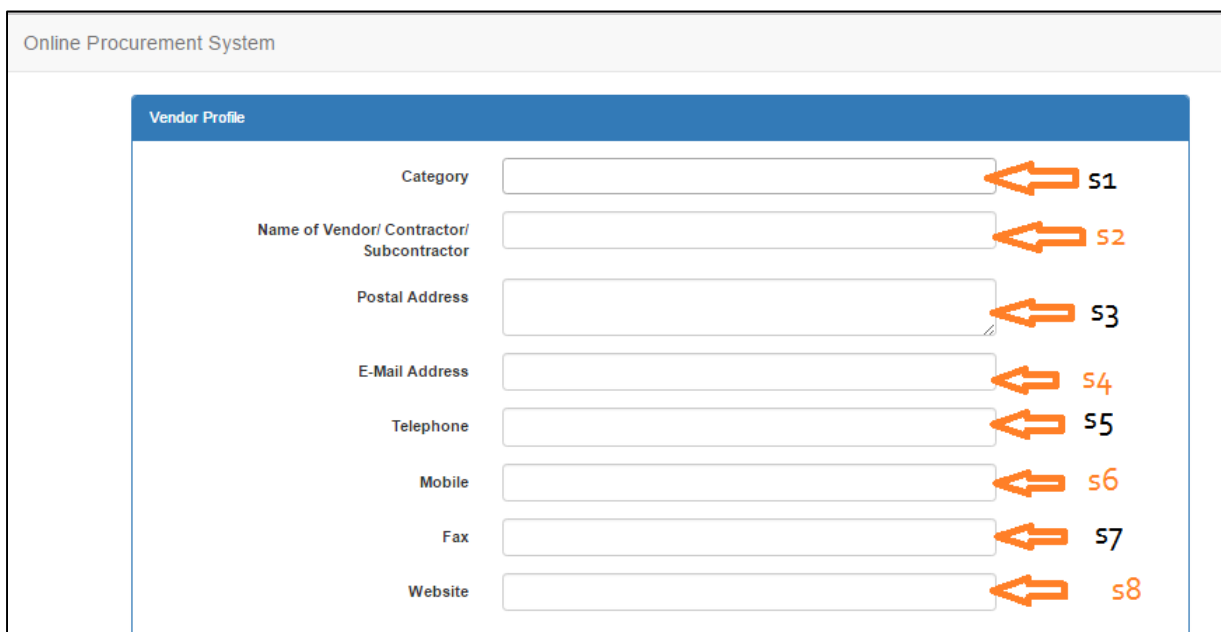 Online Procurement System
Vendor Profile
Category s1
Name of Vendor/ Contractor/ s2
Subcontractor
Postal Address s3
E-Mail Address s4
Telephone s5
Mobile s6
Fax s7
Website s8